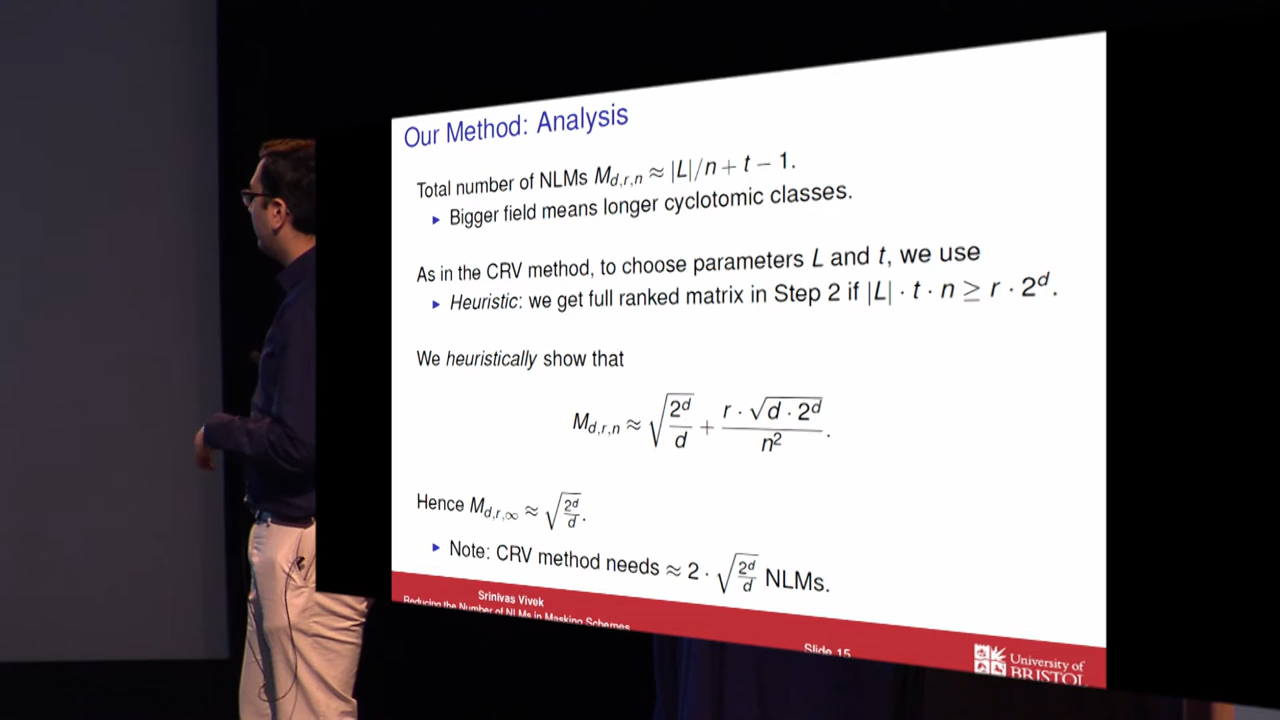 Our Method: Analysis
Total number of NLMs M_{d,r,n} ≈ |L|/n + t − 1.
▸ Bigger field means longer cyclotomic classes.
As in the CRV method, to choose parameters L and t, we use
▸ Heuristic: we get full ranked matrix in Step 2 if |L| · t · n ≥ r · 2^d.
We heuristically show that
M_{d,r,n} ≈ √(2^d / d) + (r · √(d · 2^d)) / n^2.
Hence M_{d,r,∞} ≈ √(2^d / d).
▸ Note: CRV method needs ≈ 2 · √(2^d / d) NLMs.
Srinivas Vivek
Reducing the Number of NLMs in Masking Schemes
Slide 15
University of
BRISTOL